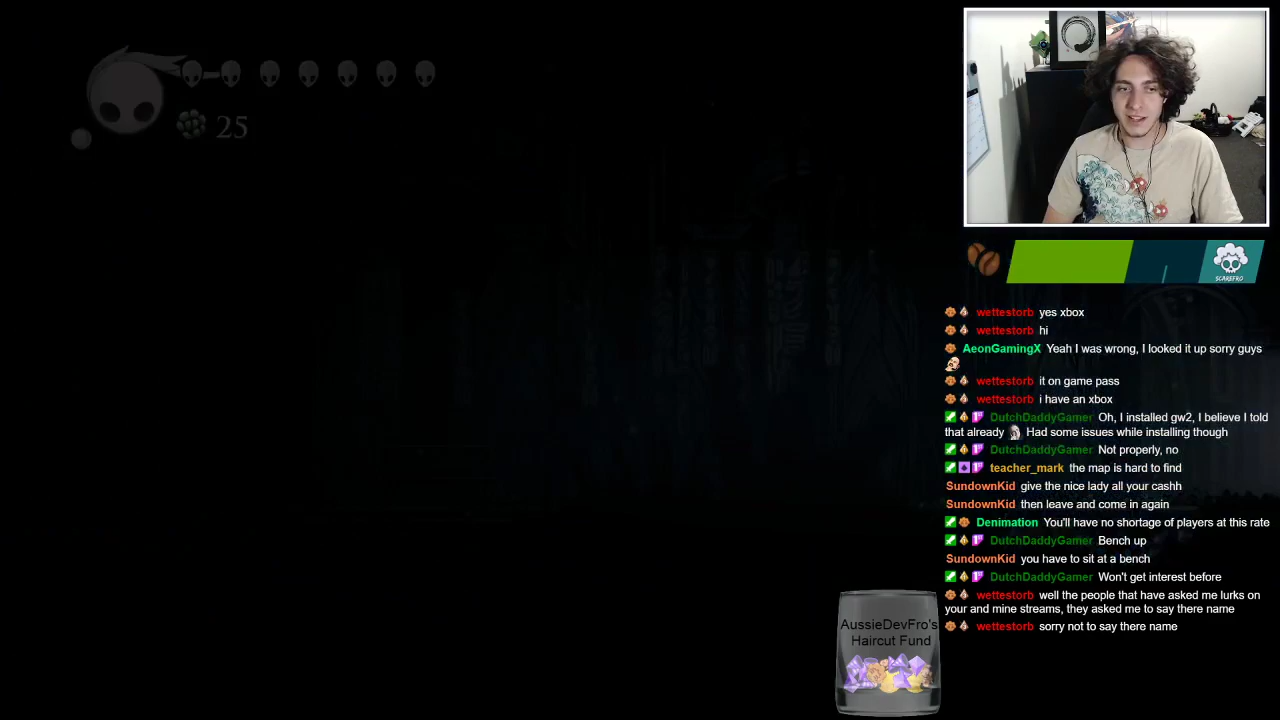 25
SCAREFRO
wettestorb yes xbox
wettestorb hi
AeonGamingX Yeah I was wrong, I looked it up sorry guys
wettestorb it on game pass
wettestorb i have an xbox
DutchDaddyGamer Oh, I installed gw2, I believe I told
that already Had some issues while installing though
DutchDaddyGamer Not properly, no
teacher_mark the map is hard to find
SundownKid give the nice lady all your cashh
SundownKid then leave and come in again
Denimation You'll have no shortage of players at this rate
DutchDaddyGamer Bench up
SundownKid you have to sit at a bench
DutchDaddyGamer Won't get interest before
wettestorb well the people that have asked me lurks on
your and mine streams, they asked me to say there name
wettestorb sorry not to say there name
AussieDevFro's
Haircut Fund